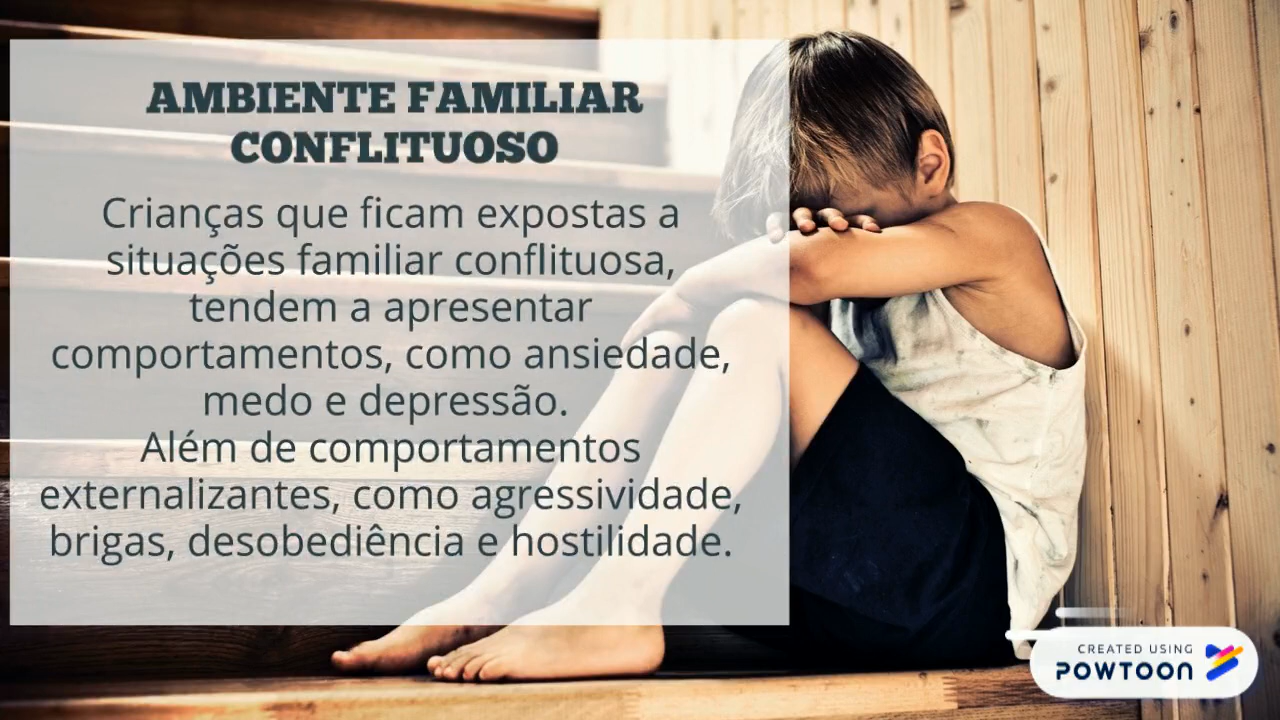 AMBIENTE FAMILIAR
CONFLITUOSO
Crianças que ficam expostas a
situações familiar conflituosa,
tendem a apresentar
comportamentos, como ansiedade,
medo e depressão.
Além de comportamentos
externalizantes, como agressividade,
brigas, desobediência e hostilidade.
CREATED USING
POWTOON